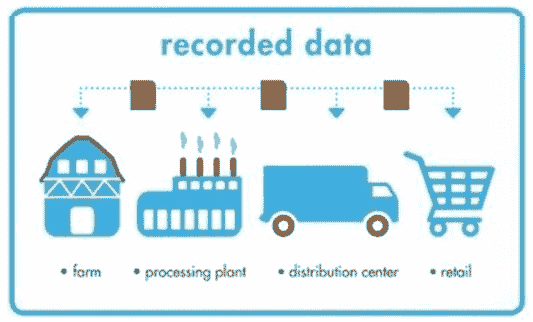 recorded data
• farm • processing plant • distribution center • retail